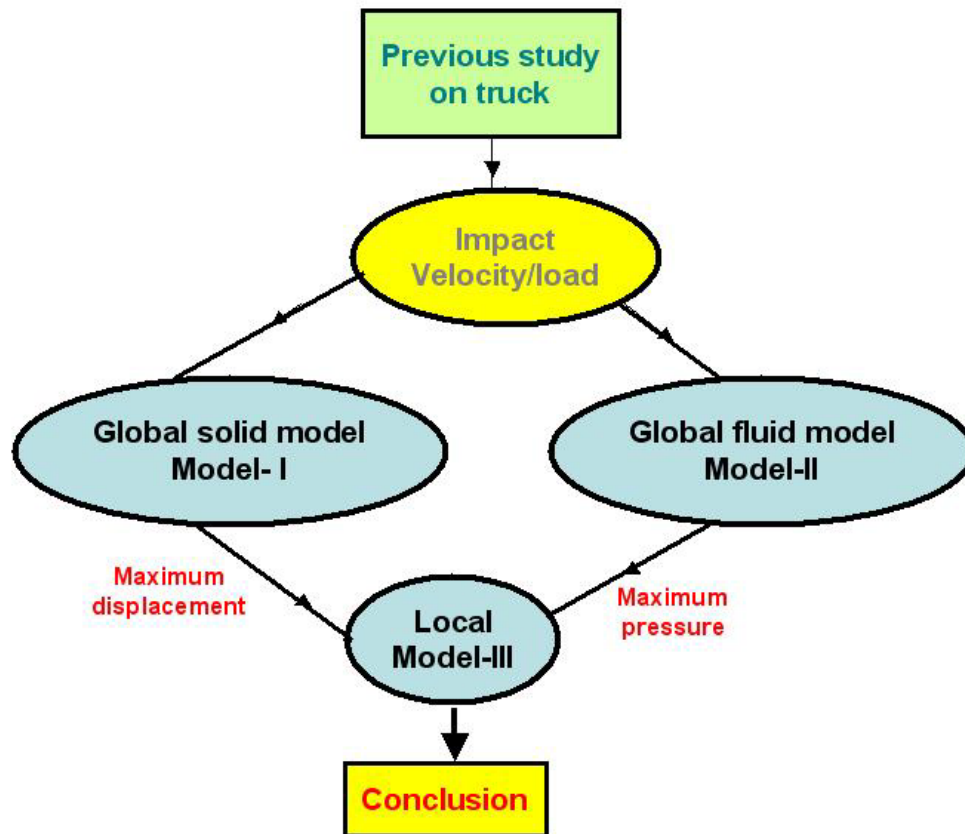 Previous study
on truck
Impact
Velocity/load
Global solid model
Model- I
Global fluid model
Model-II
Maximum
displacement
Maximum
pressure
Local
Model-III
Conclusion